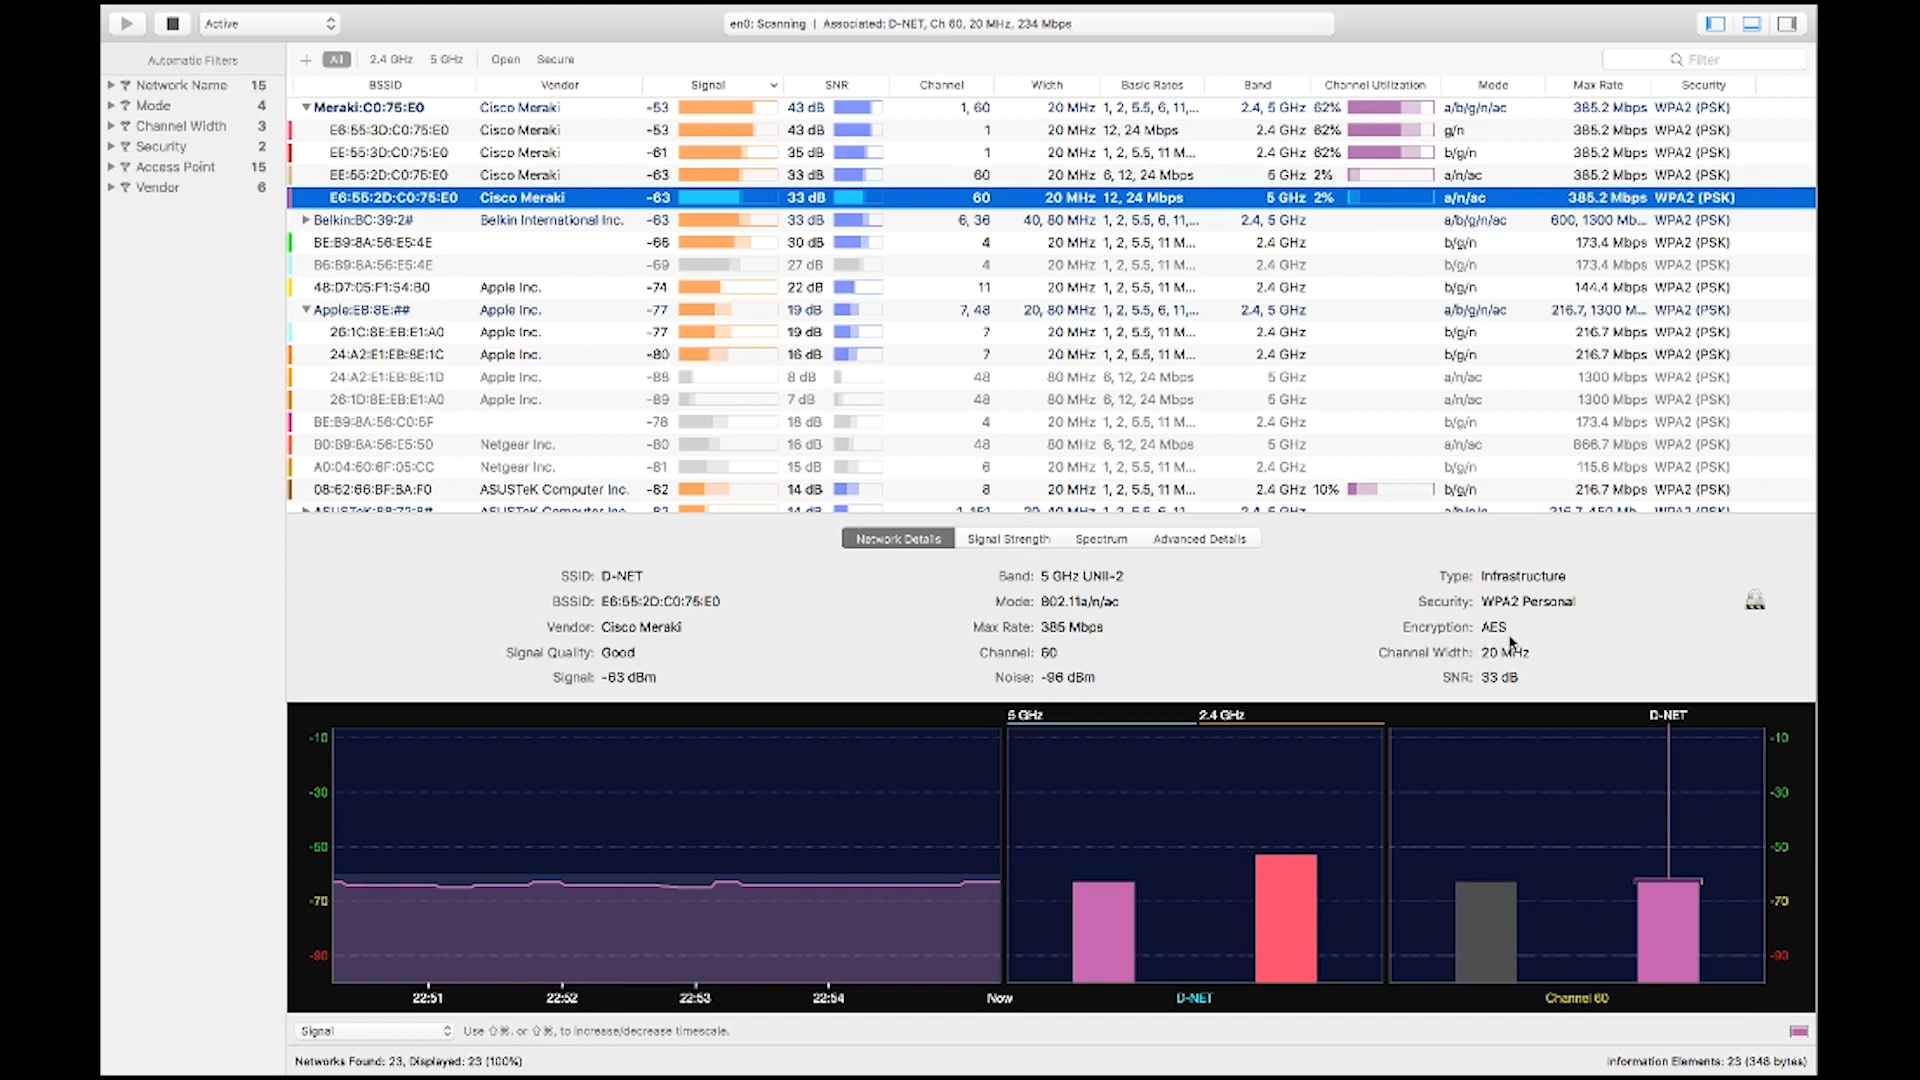 Active
en0: Scanning | Associated: D-NET, Ch 60, 20 MHz, 234 Mbps
Automatic Filters
Network Name 15
Mode 4
Channel Width 3
Security 2
Access Point 15
Vendor 6
+ All 2.4 GHz 5 GHz Open Secure Filter
BSSID Vendor Signal SNR Channel Width Basic Rates Band Channel Utilization Mode Max Rate Security
Meraki:C0:75:E0 Cisco Meraki -53 43 dB 1, 60 20 MHz 1, 2, 5.5, 6, 11,... 2.4, 5 GHz 62% a/b/g/n/ac 385.2 Mbps WPA2 (PSK)
E6:55:3D:C0:75:E0 Cisco Meraki -53 43 dB 1 20 MHz 12, 24 Mbps 2.4 GHz 62% g/n 385.2 Mbps WPA2 (PSK)
EE:55:3D:C0:75:E0 Cisco Meraki -61 35 dB 1 20 MHz 1, 2, 5.5, 11 M... 2.4 GHz 62% b/g/n 385.2 Mbps WPA2 (PSK)
EE:55:2D:C0:75:E0 Cisco Meraki -63 33 dB 60 20 MHz 6, 12, 24 Mbps 5 GHz 2% a/n/ac 385.2 Mbps WPA2 (PSK)
E6:55:2D:C0:75:E0 Cisco Meraki -63 33 dB 60 20 MHz 12, 24 Mbps 5 GHz 2% a/n/ac 385.2 Mbps WPA2 (PSK)
Belkin:BC:39:2# Belkin International Inc. -63 33 dB 6, 36 40, 80 MHz 1, 2, 5.5, 6, 11,... 2.4, 5 GHz a/b/g/n/ac 600, 1300 Mb... WPA2 (PSK)
BE:B9:8A:56:E5:4E -66 30 dB 4 20 MHz 1, 2, 5.5, 11 M... 2.4 GHz b/g/n 173.4 Mbps WPA2 (PSK)
B6:B9:8A:56:E5:4E -69 27 dB 4 20 MHz 1, 2, 5.5, 11 M... 2.4 GHz b/g/n 173.4 Mbps WPA2 (PSK)
48:D7:05:F1:54:B0 Apple Inc. -74 22 dB 11 20 MHz 1, 2, 5.5, 11 M... 2.4 GHz b/g/n 144.4 Mbps WPA2 (PSK)
Apple:EB:8E:## Apple Inc. -77 19 dB 7, 48 20, 80 MHz 1, 2, 5.5, 6, 11,... 2.4, 5 GHz a/b/g/n/ac 216.7, 1300 M... WPA2 (PSK)
26:1C:8E:EB:E1:A0 Apple Inc. -77 19 dB 7 20 MHz 1, 2, 5.5, 11 M... 2.4 GHz b/g/n 216.7 Mbps WPA2 (PSK)
24:A2:E1:EB:8E:1C Apple Inc. -80 16 dB 7 20 MHz 1, 2, 5.5, 11 M... 2.4 GHz b/g/n 216.7 Mbps WPA2 (PSK)
24:A2:E1:EB:8E:1D Apple Inc. -88 8 dB 48 80 MHz 6, 12, 24 Mbps 5 GHz a/n/ac 1300 Mbps WPA2 (PSK)
26:1D:8E:EB:E1:A0 Apple Inc. -89 7 dB 48 80 MHz 6, 12, 24 Mbps 5 GHz a/n/ac 1300 Mbps WPA2 (PSK)
BE:B9:8A:56:C0:5F -78 18 dB 4 20 MHz 1, 2, 5.5, 11 M... 2.4 GHz b/g/n 173.4 Mbps WPA2 (PSK)
B0:B9:8A:56:E5:50 Netgear Inc. -80 16 dB 48 80 MHz 6, 12, 24 Mbps 5 GHz a/n/ac 866.7 Mbps WPA2 (PSK)
A0:04:60:6F:05:CC Netgear Inc. -81 15 dB 6 20 MHz 1, 2, 5.5, 11 M... 2.4 GHz b/g/n 115.6 Mbps WPA2 (PSK)
08:62:66:BF:BA:F0 ASUSTeK Computer Inc. -82 14 dB 8 20 MHz 1, 2, 5.5, 11 M... 2.4 GHz 10% b/g/n 216.7 Mbps WPA2 (PSK)
Network Details Signal Strength Spectrum Advanced Details
SSID: D-NET Band: 5 GHz UNII-2 Type: Infrastructure
BSSID: E6:55:2D:C0:75:E0 Mode: 802.11a/n/ac Security: WPA2 Personal
Vendor: Cisco Meraki Max Rate: 385 Mbps Encryption: AES
Signal Quality: Good Channel: 60 Channel Width: 20 MHz
Signal: -63 dBm Noise: -96 dBm SNR: 33 dB
5 GHz 2.4 GHz D-NET
-10 -10
-30 -30
-50 -50
-70 -70
-90 -90
22:51 22:52 22:53 22:54 Now D-NET Channel 60
Signal Use ⇧⌘, or ⇧⌘. to increase/decrease timescale.
Networks Found: 23, Displayed: 23 (100%) Information Elements: 23 (348 bytes)